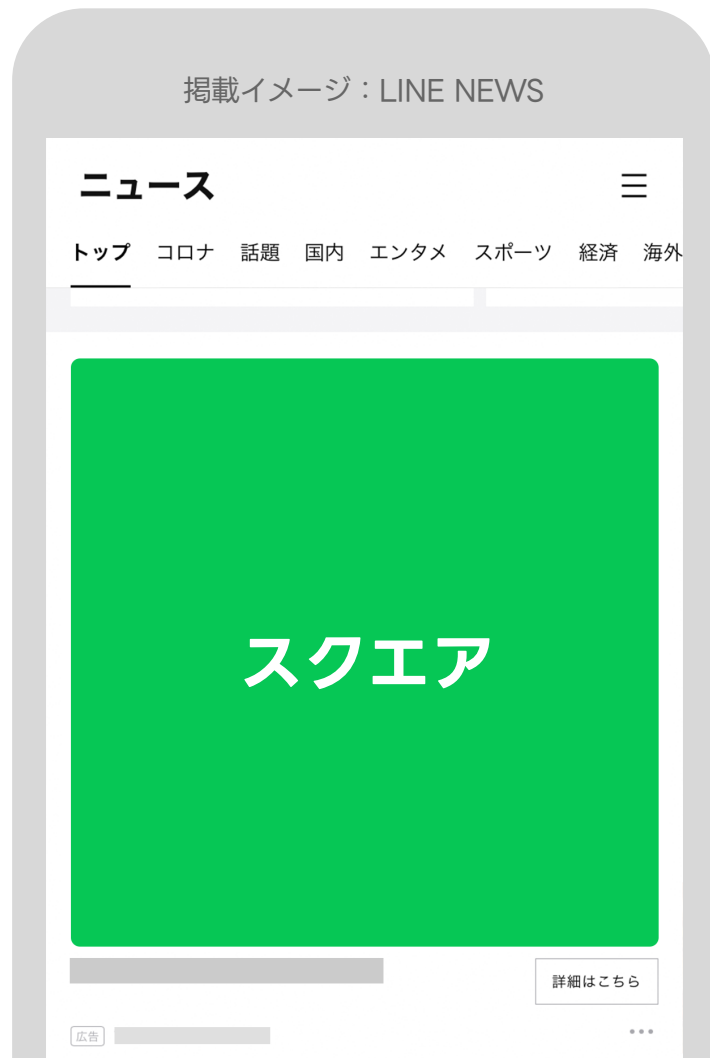 掲載イメージ：LINE NEWS
ニュース
トップ コロナ 話題 国内 エンタメ スポーツ 経済 海外
スクエア
詳細はこちら
広告